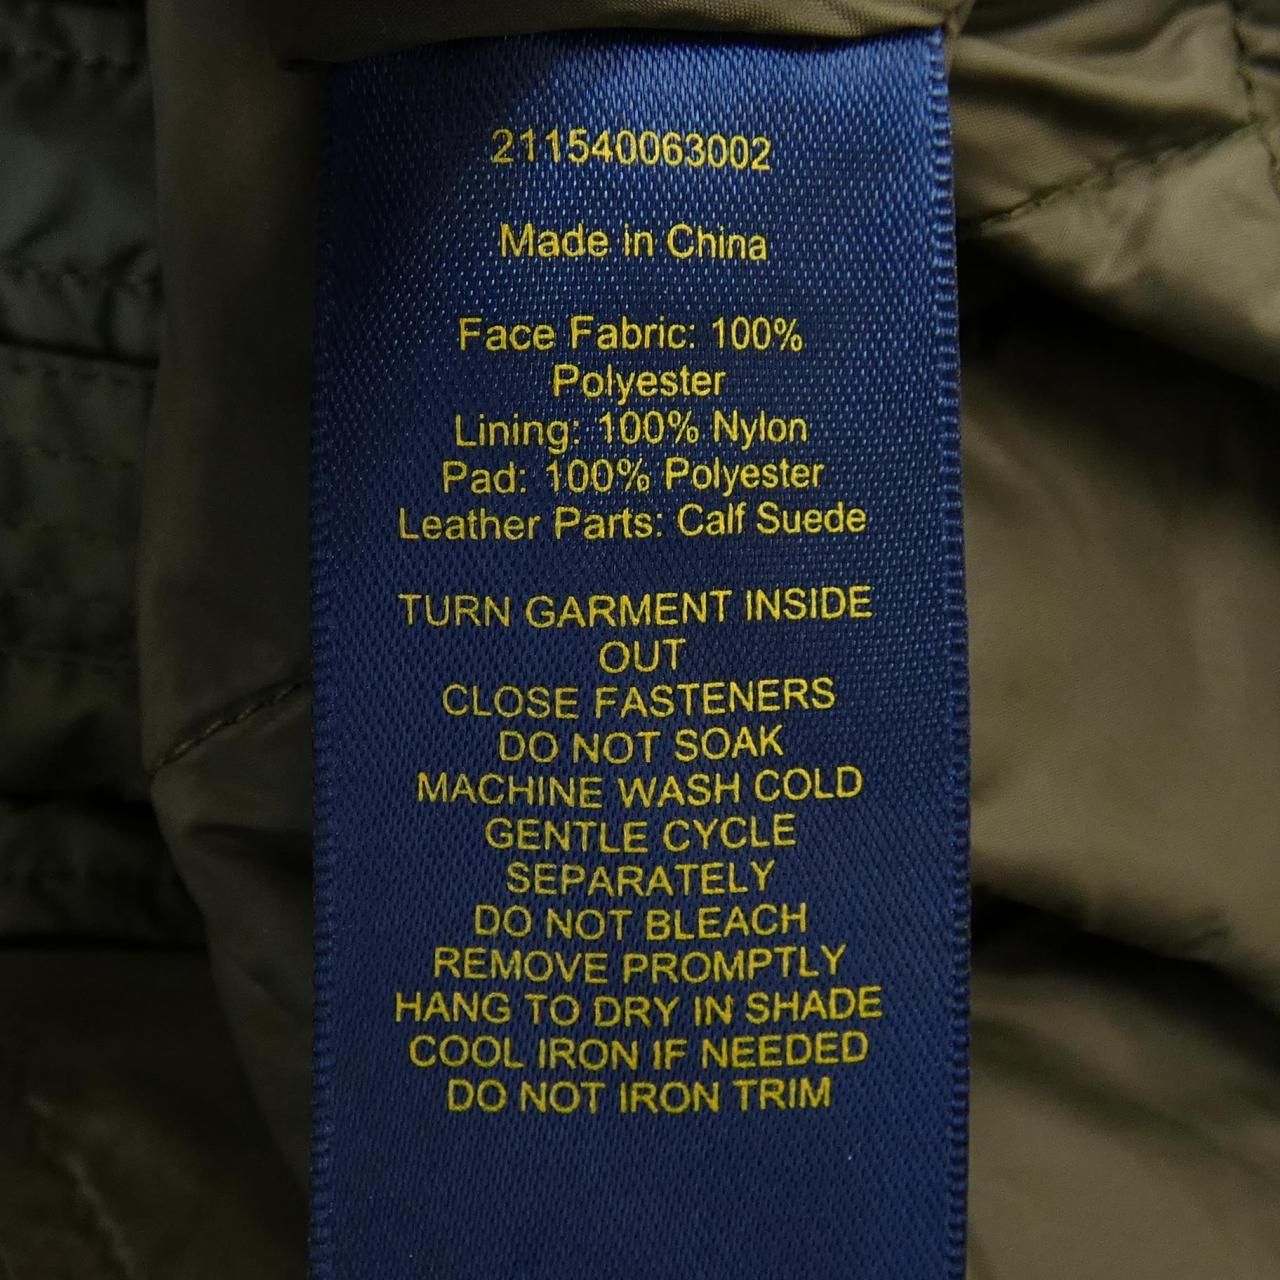 211540063002
Made in China
Face Fabric: 100%
Polyester
Lining: 100% Nylon
Pad: 100% Polyester
Leather Parts: Calf Suede
TURN GARMENT INSIDE
OUT
CLOSE FASTENERS
DO NOT SOAK
MACHINE WASH COLD
GENTLE CYCLE
SEPARATELY
DO NOT BLEACH
REMOVE PROMPTLY
HANG TO DRY IN SHADE
COOL IRON IF NEEDED
DO NOT IRON TRIM